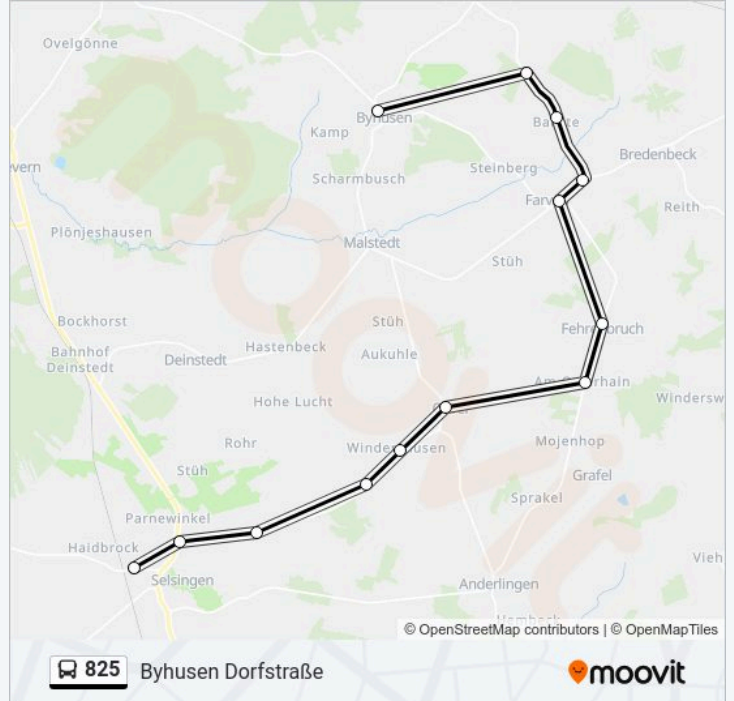 Ovelgönne
Byhusen
Kamp
Bredenbeck
Steinberg
Scharmbusch
Reith
Plönjeshausen
Malstedt
Stüh
Bockhorst
Stüh
Bahnhof
Deinstedt
Hastenbeck
Deinstedt
Aukuhle
Hohe Lucht
Rohr
Mojenhop
Stüh
Grafel
Sprakel
Parnewinkel
Haidbrock
Selsingen
Anderlingen
© OpenStreetMap contributors | © OpenMapTiles
825 Byhusen Dorfstraße
moovit